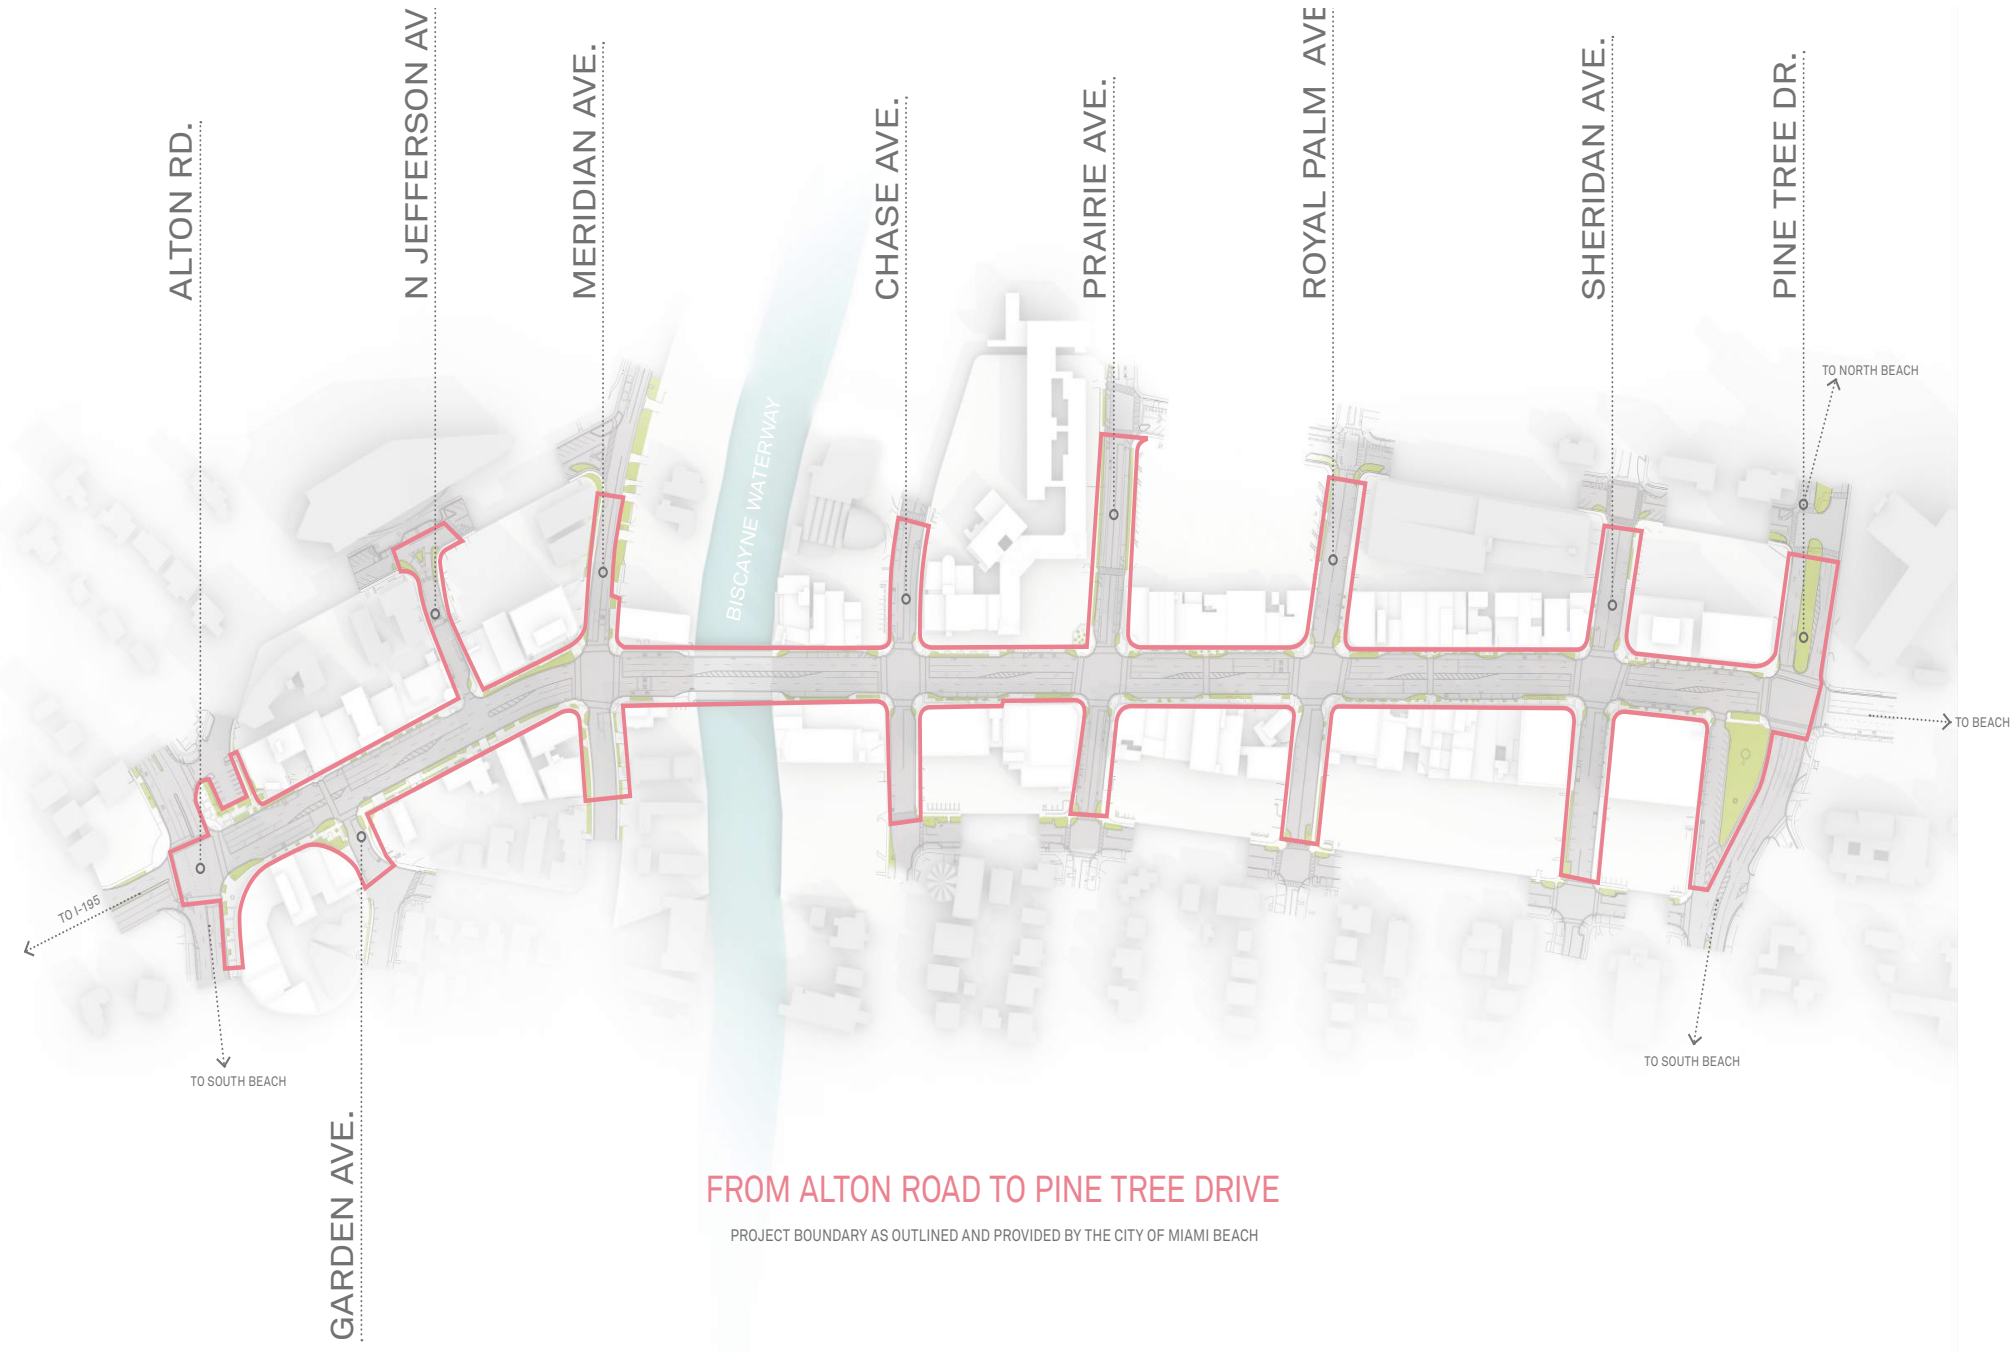 ALTON RD.
N JEFFERSON AV
MERIDIAN AVE.
CHASE AVE.
PRAIRIE AVE.
ROYAL PALM AVE
SHERIDAN AVE.
PINE TREE DR.
TO NORTH BEACH
BISCAYNE WATERWAY
TO BEACH
TO I-195
TO SOUTH BEACH
TO SOUTH BEACH
GARDEN AVE.
FROM ALTON ROAD TO PINE TREE DRIVE
PROJECT BOUNDARY AS OUTLINED AND PROVIDED BY THE CITY OF MIAMI BEACH